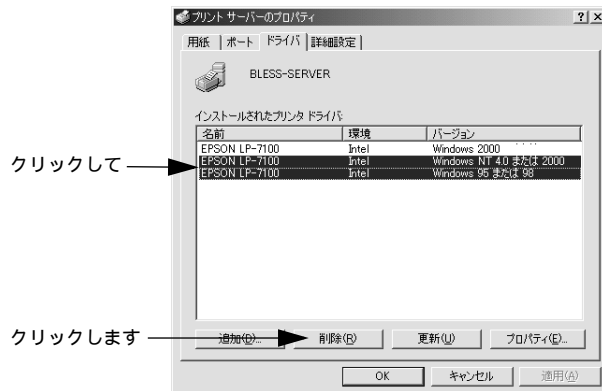 プリント サーバーのプロパティ
用紙 ポート ドライバ 詳細設定
BLESS-SERVER
インストールされたプリンタ ドライバ:
名前 環境 バージョン
EPSON LP-7100 Intel Windows 2000
クリックして
EPSON LP-7100 Intel Windows NT 4.0 または 2000
EPSON LP-7100 Intel Windows 95 または 98
クリックします
追加(D)... 削除(R) 更新(U) プロパティ(E)...
OK キャンセル 適用(A)